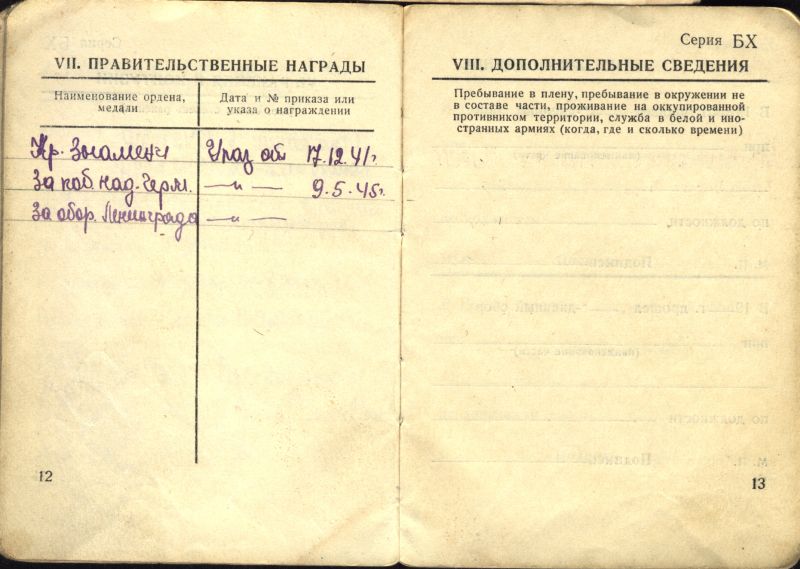 VII. ПРАВИТЕЛЬСТВЕННЫЕ НАГРАДЫ
Наименование ордена,
медали
Дата и № приказа или
указа о награждении
Кр. Знамени Указ от 17.12.41г.
За поб. над. Герм. —"— 9.5.45г.
За обор. Ленинграда —"—
12
Серия БХ
VIII. ДОПОЛНИТЕЛЬНЫЕ СВЕДЕНИЯ
Пребывание в плену, пребывание в окружении не
в составе части, проживание на оккупированной
противником территории, служба в белой и ино-
странных армиях (когда, где и сколько времени)
13